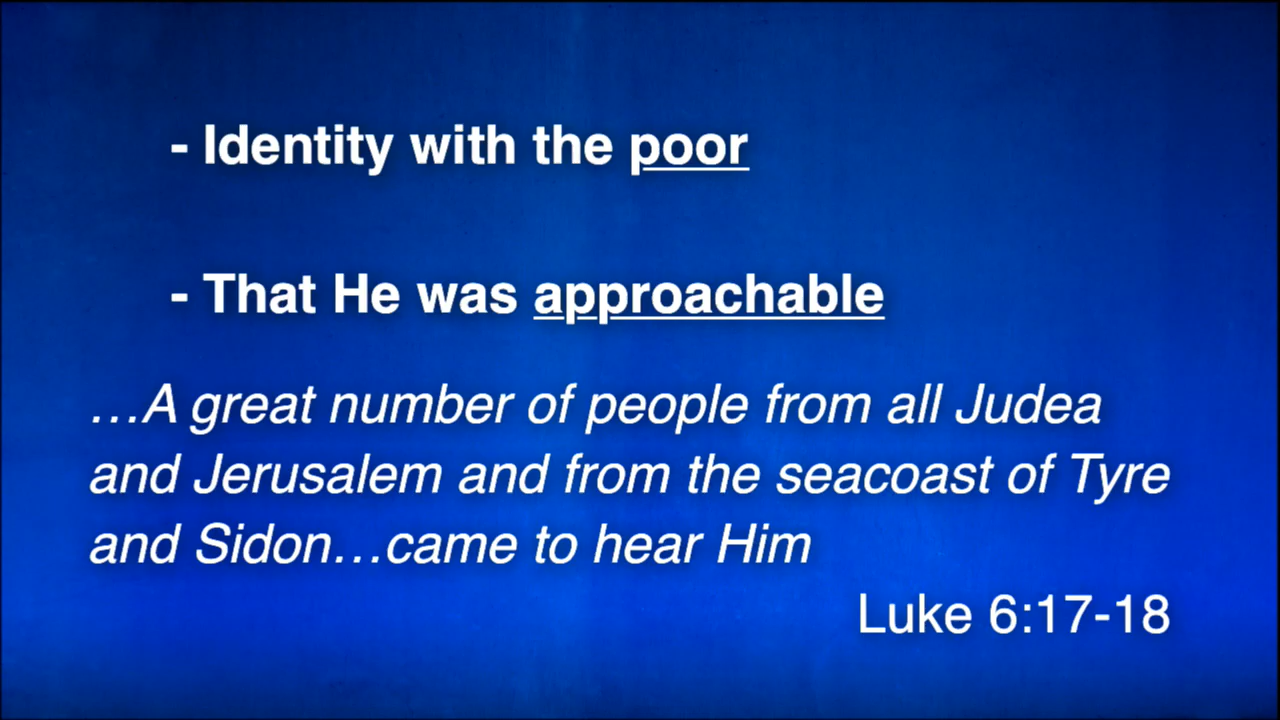 - Identity with the poor
- That He was approachable
…A great number of people from all Judea
and Jerusalem and from the seacoast of Tyre
and Sidon…came to hear Him
Luke 6:17-18